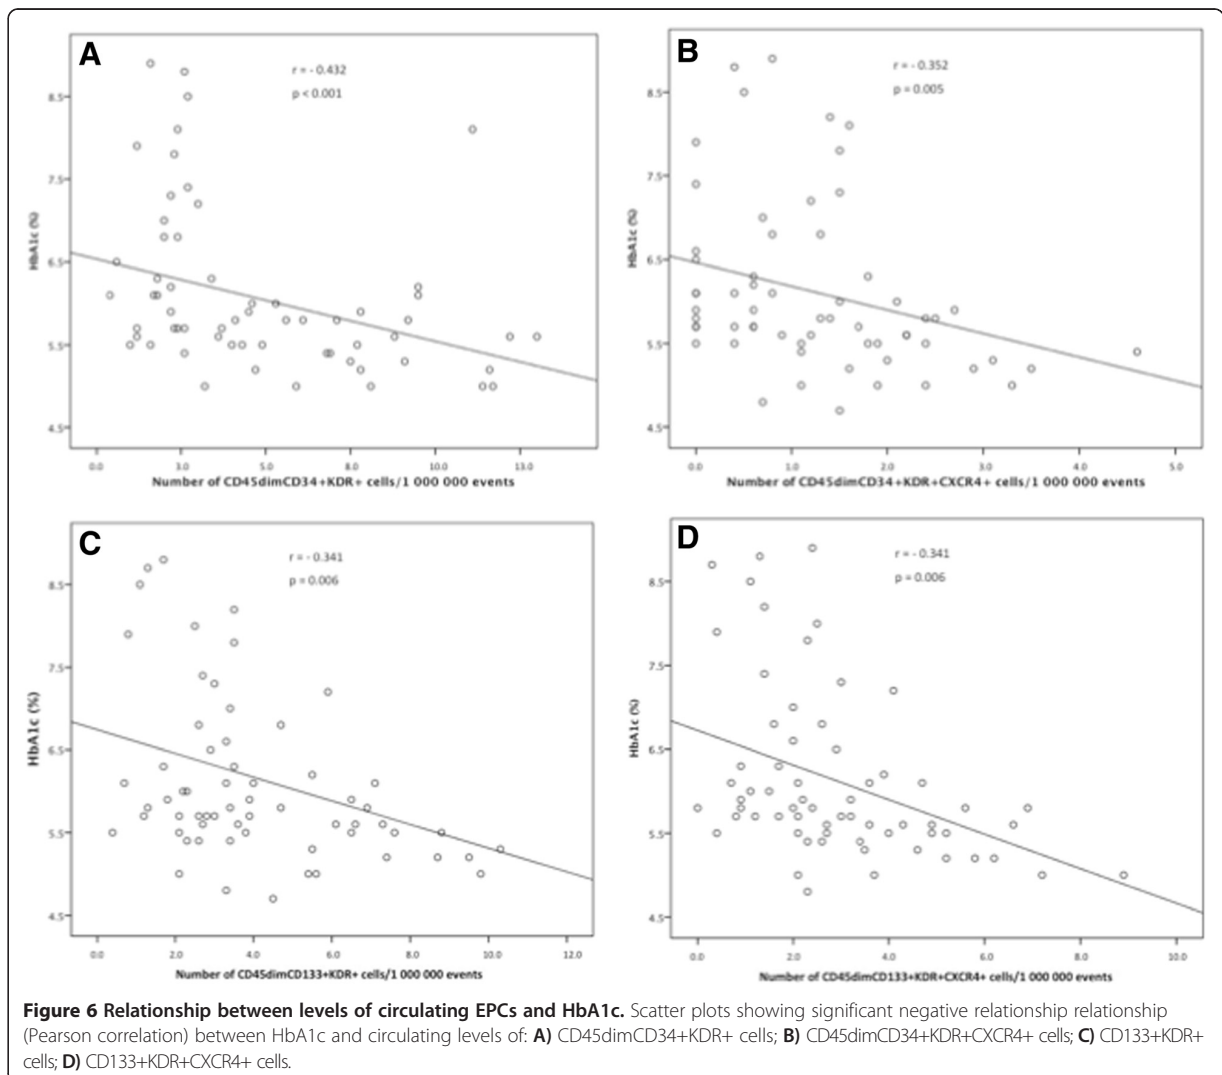 A
r = - 0.432
p < 0.001
HbA1c (%)
8.5
7.5
6.5
5.5
4.5
0.0 3.0 5.0 8.0 10.0 13.0
Number of CD45dimCD34+KDR+ cells/1 000 000 events
B
r = - 0.352
p = 0.005
HbA1c (%)
8.5
7.5
6.5
5.5
4.5
0.0 1.0 2.0 3.0 4.0 5.0
Number of CD45dimCD34+KDR+CXCR4+ cells/1 000 000 events
C
r = - 0.341
p = 0.006
HbA1c (%)
8.5
7.5
6.5
5.5
4.5
0.0 2.0 4.0 6.0 8.0 10.0 12.0
Number of CD45dimCD133+KDR+ cells/1 000 000 events
D
r = - 0.341
p = 0.006
HbA1c (%)
8.5
7.5
6.5
5.5
4.5
0.0 2.0 4.0 6.0 8.0 10.0
Number of CD45dimCD133+KDR+CXCR4+ cells/1 000 000 events
Figure 6 Relationship between levels of circulating EPCs and HbA1c. Scatter plots showing significant negative relationship relationship
(Pearson correlation) between HbA1c and circulating levels of: A) CD45dimCD34+KDR+ cells; B) CD45dimCD34+KDR+CXCR4+ cells; C) CD133+KDR+
cells; D) CD133+KDR+CXCR4+ cells.